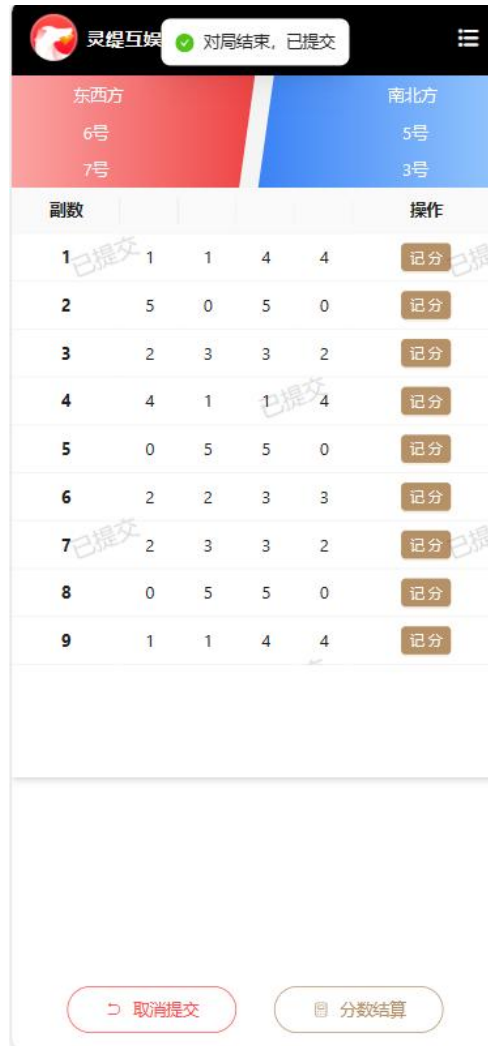 灵缇互娱
对局结束，已提交
东西方 南北方
6号 5号
7号 3号
副数 操作
1 1 1 4 4 记分
2 5 0 5 0 记分
3 2 3 3 2 记分
4 4 1 1 4 记分
5 0 5 5 0 记分
6 2 2 3 3 记分
7 2 3 3 2 记分
8 0 5 5 0 记分
9 1 1 4 4 记分
已提交
已提
已提交
已提交
已提
取消提交 分数结算